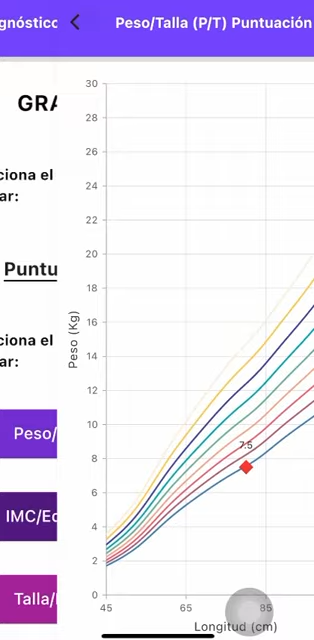 gnóstico
Peso/Talla (P/T) Puntuación
GRÁ
ciona el
ar:
Puntu
ciona el
ar:
Peso/
IMC/Ed
Talla/
Peso (Kg)
30
28
26
24
22
20
18
16
14
12
10
8
6
4
2
0
7.5
45
65
85
Longitud (cm)